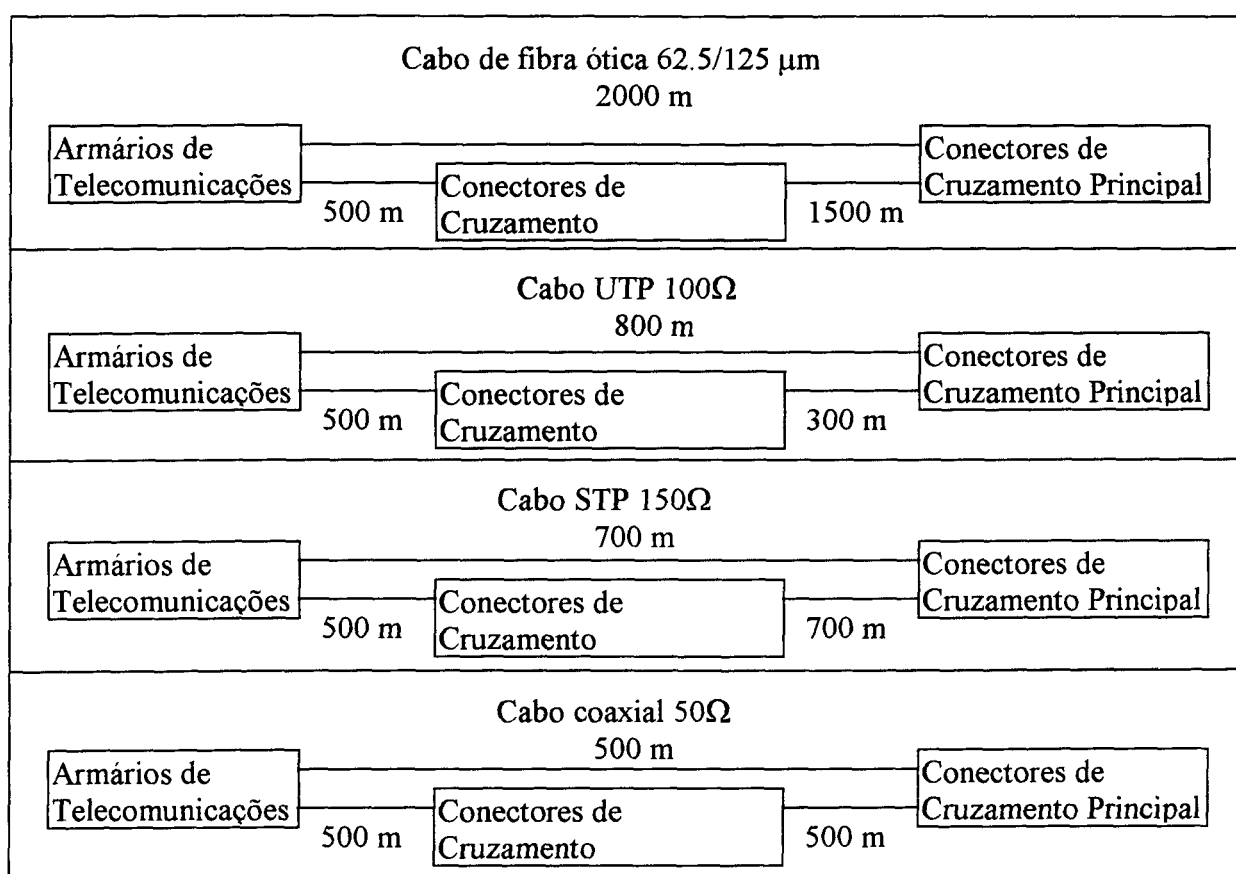 Cabo de fibra ótica 62.5/125 µm
2000 m
Armários de
Telecomunicações
Conectores de
Cruzamento Principal
Conectores de
Cruzamento
500 m
1500 m
Cabo UTP 100Ω
800 m
Armários de
Telecomunicações
Conectores de
Cruzamento Principal
Conectores de
Cruzamento
500 m
300 m
Cabo STP 150Ω
700 m
Armários de
Telecomunicações
Conectores de
Cruzamento Principal
Conectores de
Cruzamento
500 m
700 m
Cabo coaxial 50Ω
500 m
Armários de
Telecomunicações
Conectores de
Cruzamento Principal
Conectores de
Cruzamento
500 m
500 m